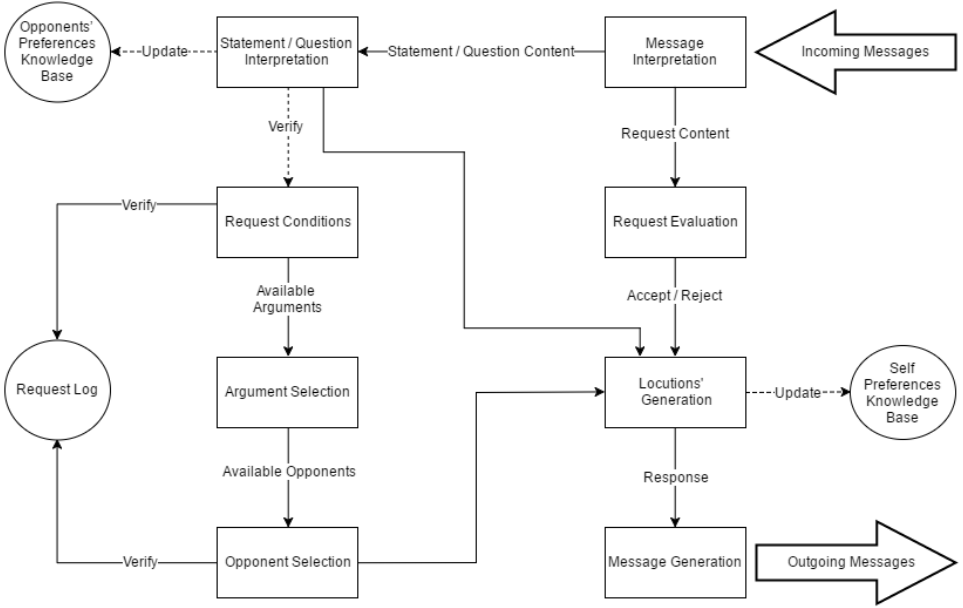 Opponents'
Preferences
Knowledge
Base
Update
Statement / Question
Interpretation
Statement / Question Content
Message
Interpretation
Incoming Messages
Verify
Request Content
Verify
Request Conditions
Request Evaluation
Available
Arguments
Accept / Reject
Request Log
Argument Selection
Locutions'
Generation
Update
Self
Preferences
Knowledge
Base
Available Opponents
Response
Verify
Opponent Selection
Message Generation
Outgoing Messages